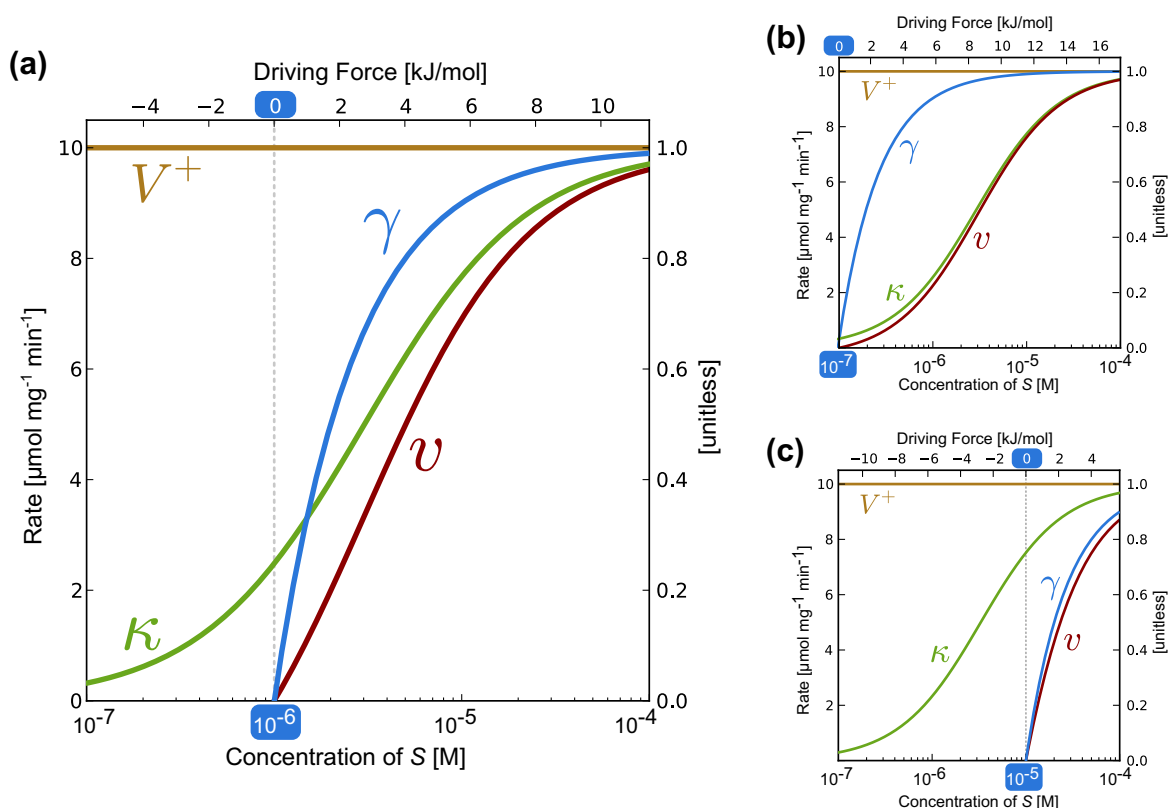 (a)
Driving Force [kJ/mol]
−4 −2 0 2 4 6 8 10
Rate [μmol mg⁻¹ min⁻¹]
10
8
6
4
2
0
V⁺
γ
κ
υ
1.0
0.8
0.6
0.4
0.2
0.0
[unitless]
10⁻⁷ 10⁻⁶ 10⁻⁵ 10⁻⁴
Concentration of S [M]
(b)
Driving Force [kJ/mol]
0 2 4 6 8 10 12 14 16
Rate [μmol mg⁻¹ min⁻¹]
10
8
6
4
2
V⁺
γ
υ
κ
1.0
0.8
0.6
0.4
0.2
0.0
[unitless]
10⁻⁷ 10⁻⁶ 10⁻⁵ 10⁻⁴
Concentration of S [M]
(c)
Driving Force [kJ/mol]
−10 −8 −6 −4 −2 0 2 4
Rate [μmol mg⁻¹ min⁻¹]
10
8
6
4
2
V⁺
γ
κ
υ
1.0
0.8
0.6
0.4
0.2
0.0
[unitless]
10⁻⁷ 10⁻⁶ 10⁻⁵ 10⁻⁴
Concentration of S [M]